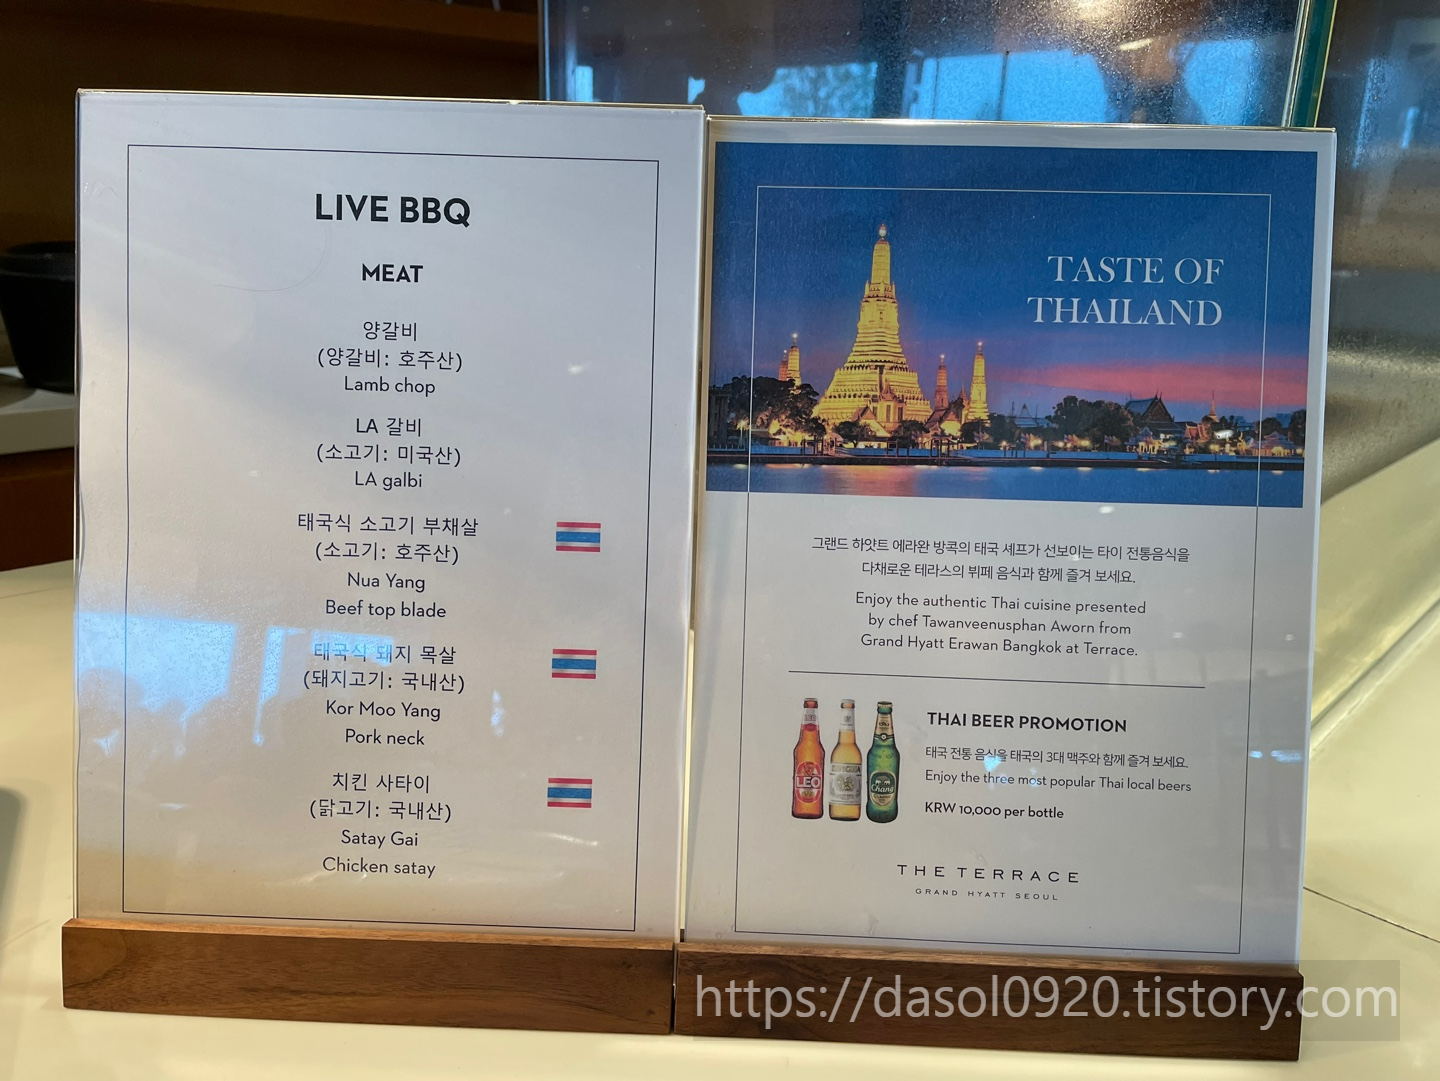 LIVE BBQ
MEAT
양갈비
(양갈비: 호주산)
Lamb chop
LA 갈비
(소고기: 미국산)
LA galbi
태국식 소고기 부채살
(소고기: 호주산)
Nua Yang
Beef top blade
태국식 돼지 목살
(돼지고기: 국내산)
Kor Moo Yang
Pork neck
치킨 사타이
(닭고기: 국내산)
Satay Gai
Chicken satay
TASTE OF
THAILAND
그랜드 하얏트 에라완 방콕의 태국 셰프가 선보이는 타이 전통음식을
다채로운 테라스의 뷔페 음식과 함께 즐겨 보세요.
Enjoy the authentic Thai cuisine presented
by chef Tawanveenusphan Aworn from
Grand Hyatt Erawan Bangkok at Terrace.
THAI BEER PROMOTION
태국 전통 음식을 태국의 3대 맥주와 함께 즐겨 보세요.
Enjoy the three most popular Thai local beers
KRW 10,000 per bottle
LEO
Chang
THE TERRACE
GRAND HYATT SEOUL
https://dasol0920.tistory.com